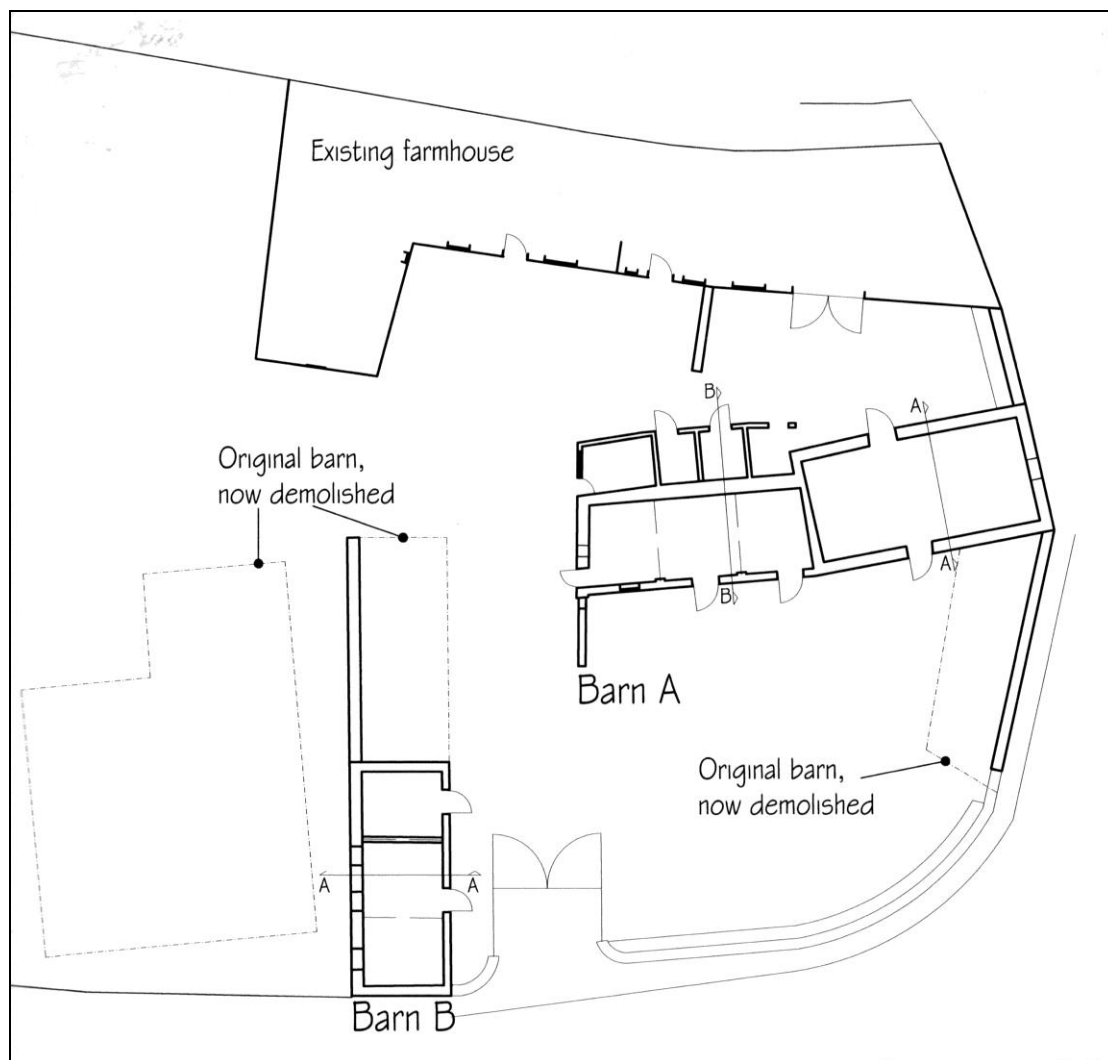 Existing farmhouse
B
A
Original barn,
now demolished
A
B
Barn A
Original barn,
now demolished
A
A
Barn B